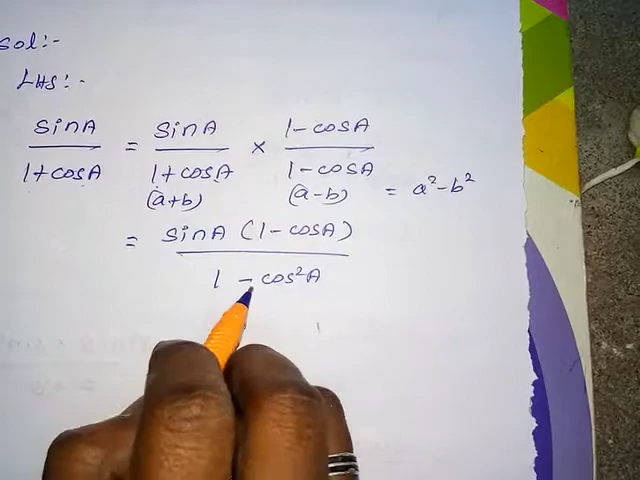 Sol:-
LHS:-
sinA / 1+cosA = sinA / 1+cosA × 1-cosA / 1-cosA
(a+b) (a-b) = a²-b²
= sinA (1-cosA) / 1 - cos²A